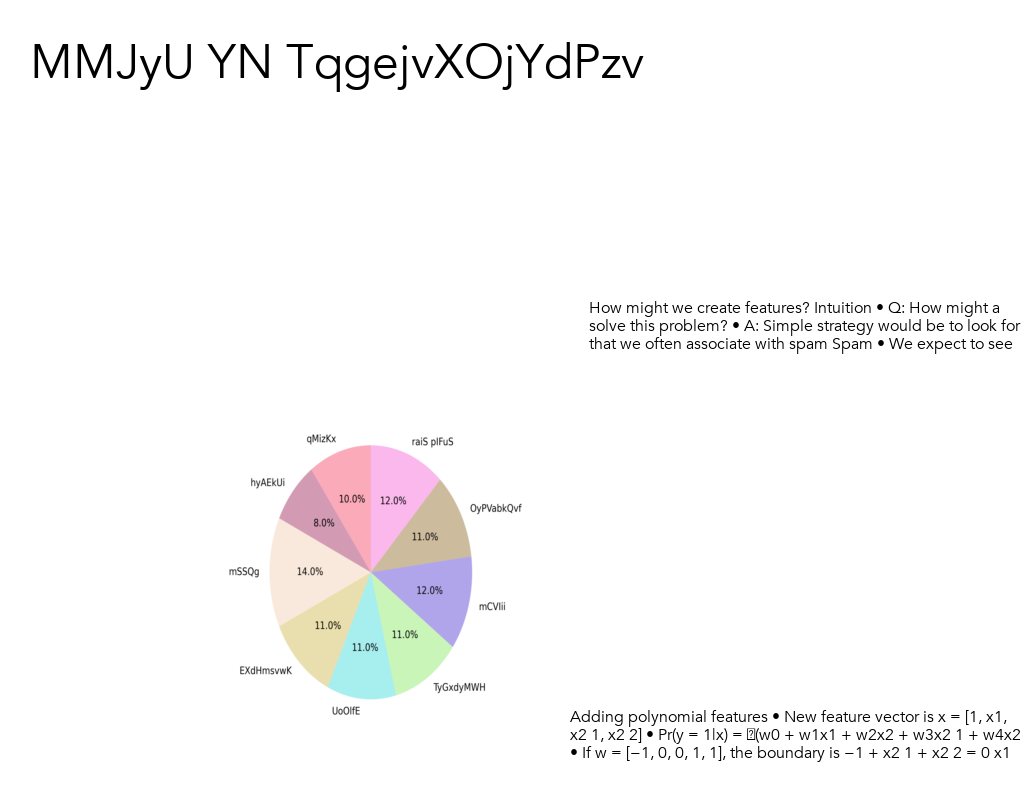 MMJyU YN TqgejvXOjYdPzv
How might we create features? Intuition • Q: How might a
solve this problem? • A: Simple strategy would be to look for
that we often associate with spam Spam • We expect to see
qMizKx
raiS pIFuS
hyAEkUi
OyPVabkQvf
10.0%
12.0%
8.0%
11.0%
mSSQg
14.0%
12.0%
mCVIii
11.0%
11.0%
11.0%
EXdHmsvwK
TyGxdyMWH
UoOIfE
Adding polynomial features • New feature vector is x = [1, x1,
x2 1, x2 2] • Pr(y = 1|x) = (w0 + w1x1 + w2x2 + w3x2 1 + w4x2
• If w = [−1, 0, 0, 1, 1], the boundary is −1 + x2 1 + x2 2 = 0 x1